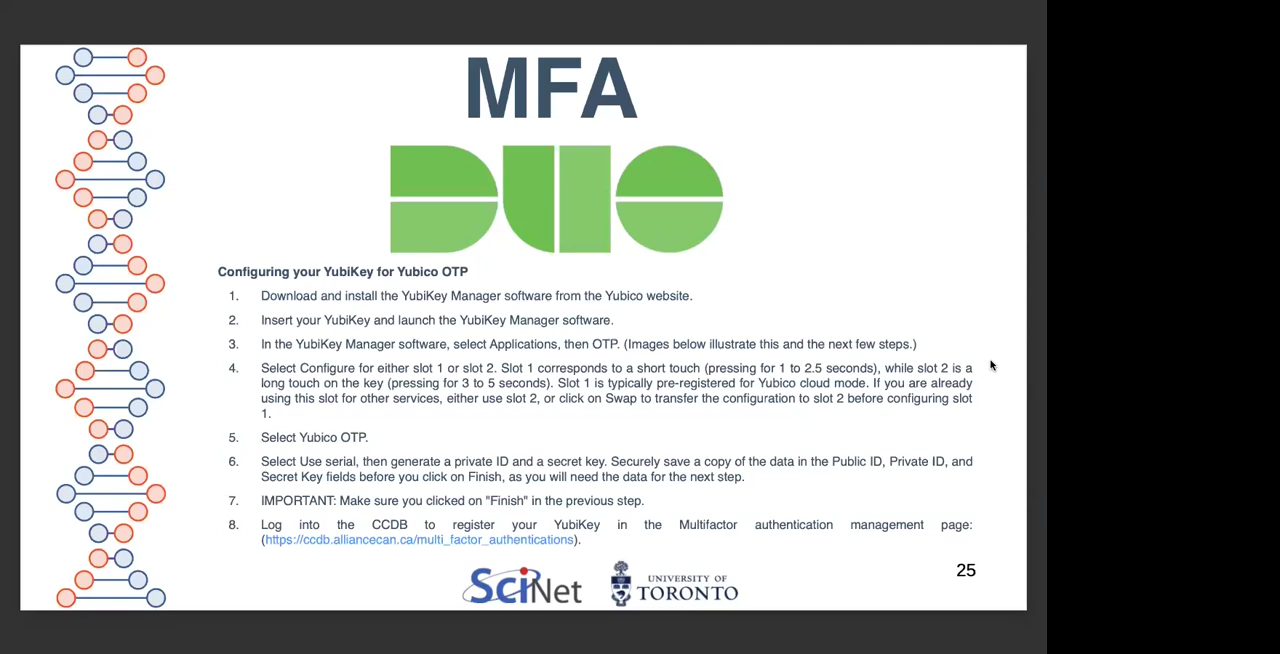 MFA
DUO
Configuring your YubiKey for Yubico OTP
1. Download and install the YubiKey Manager software from the Yubico website.
2. Insert your YubiKey and launch the YubiKey Manager software.
3. In the YubiKey Manager software, select Applications, then OTP. (Images below illustrate this and the next few steps.)
4. Select Configure for either slot 1 or slot 2. Slot 1 corresponds to a short touch (pressing for 1 to 2.5 seconds), while slot 2 is a
long touch on the key (pressing for 3 to 5 seconds). Slot 1 is typically pre-registered for Yubico cloud mode. If you are already
using this slot for other services, either use slot 2, or click on Swap to transfer the configuration to slot 2 before configuring slot
1.
5. Select Yubico OTP.
6. Select Use serial, then generate a private ID and a secret key. Securely save a copy of the data in the Public ID, Private ID, and
Secret Key fields before you click on Finish, as you will need the data for the next step.
7. IMPORTANT: Make sure you clicked on "Finish" in the previous step.
8. Log into the CCDB to register your YubiKey in the Multifactor authentication management page:
(https://ccdb.alliancecan.ca/multi_factor_authentications).
25
SciNet
UNIVERSITY OF
TORONTO